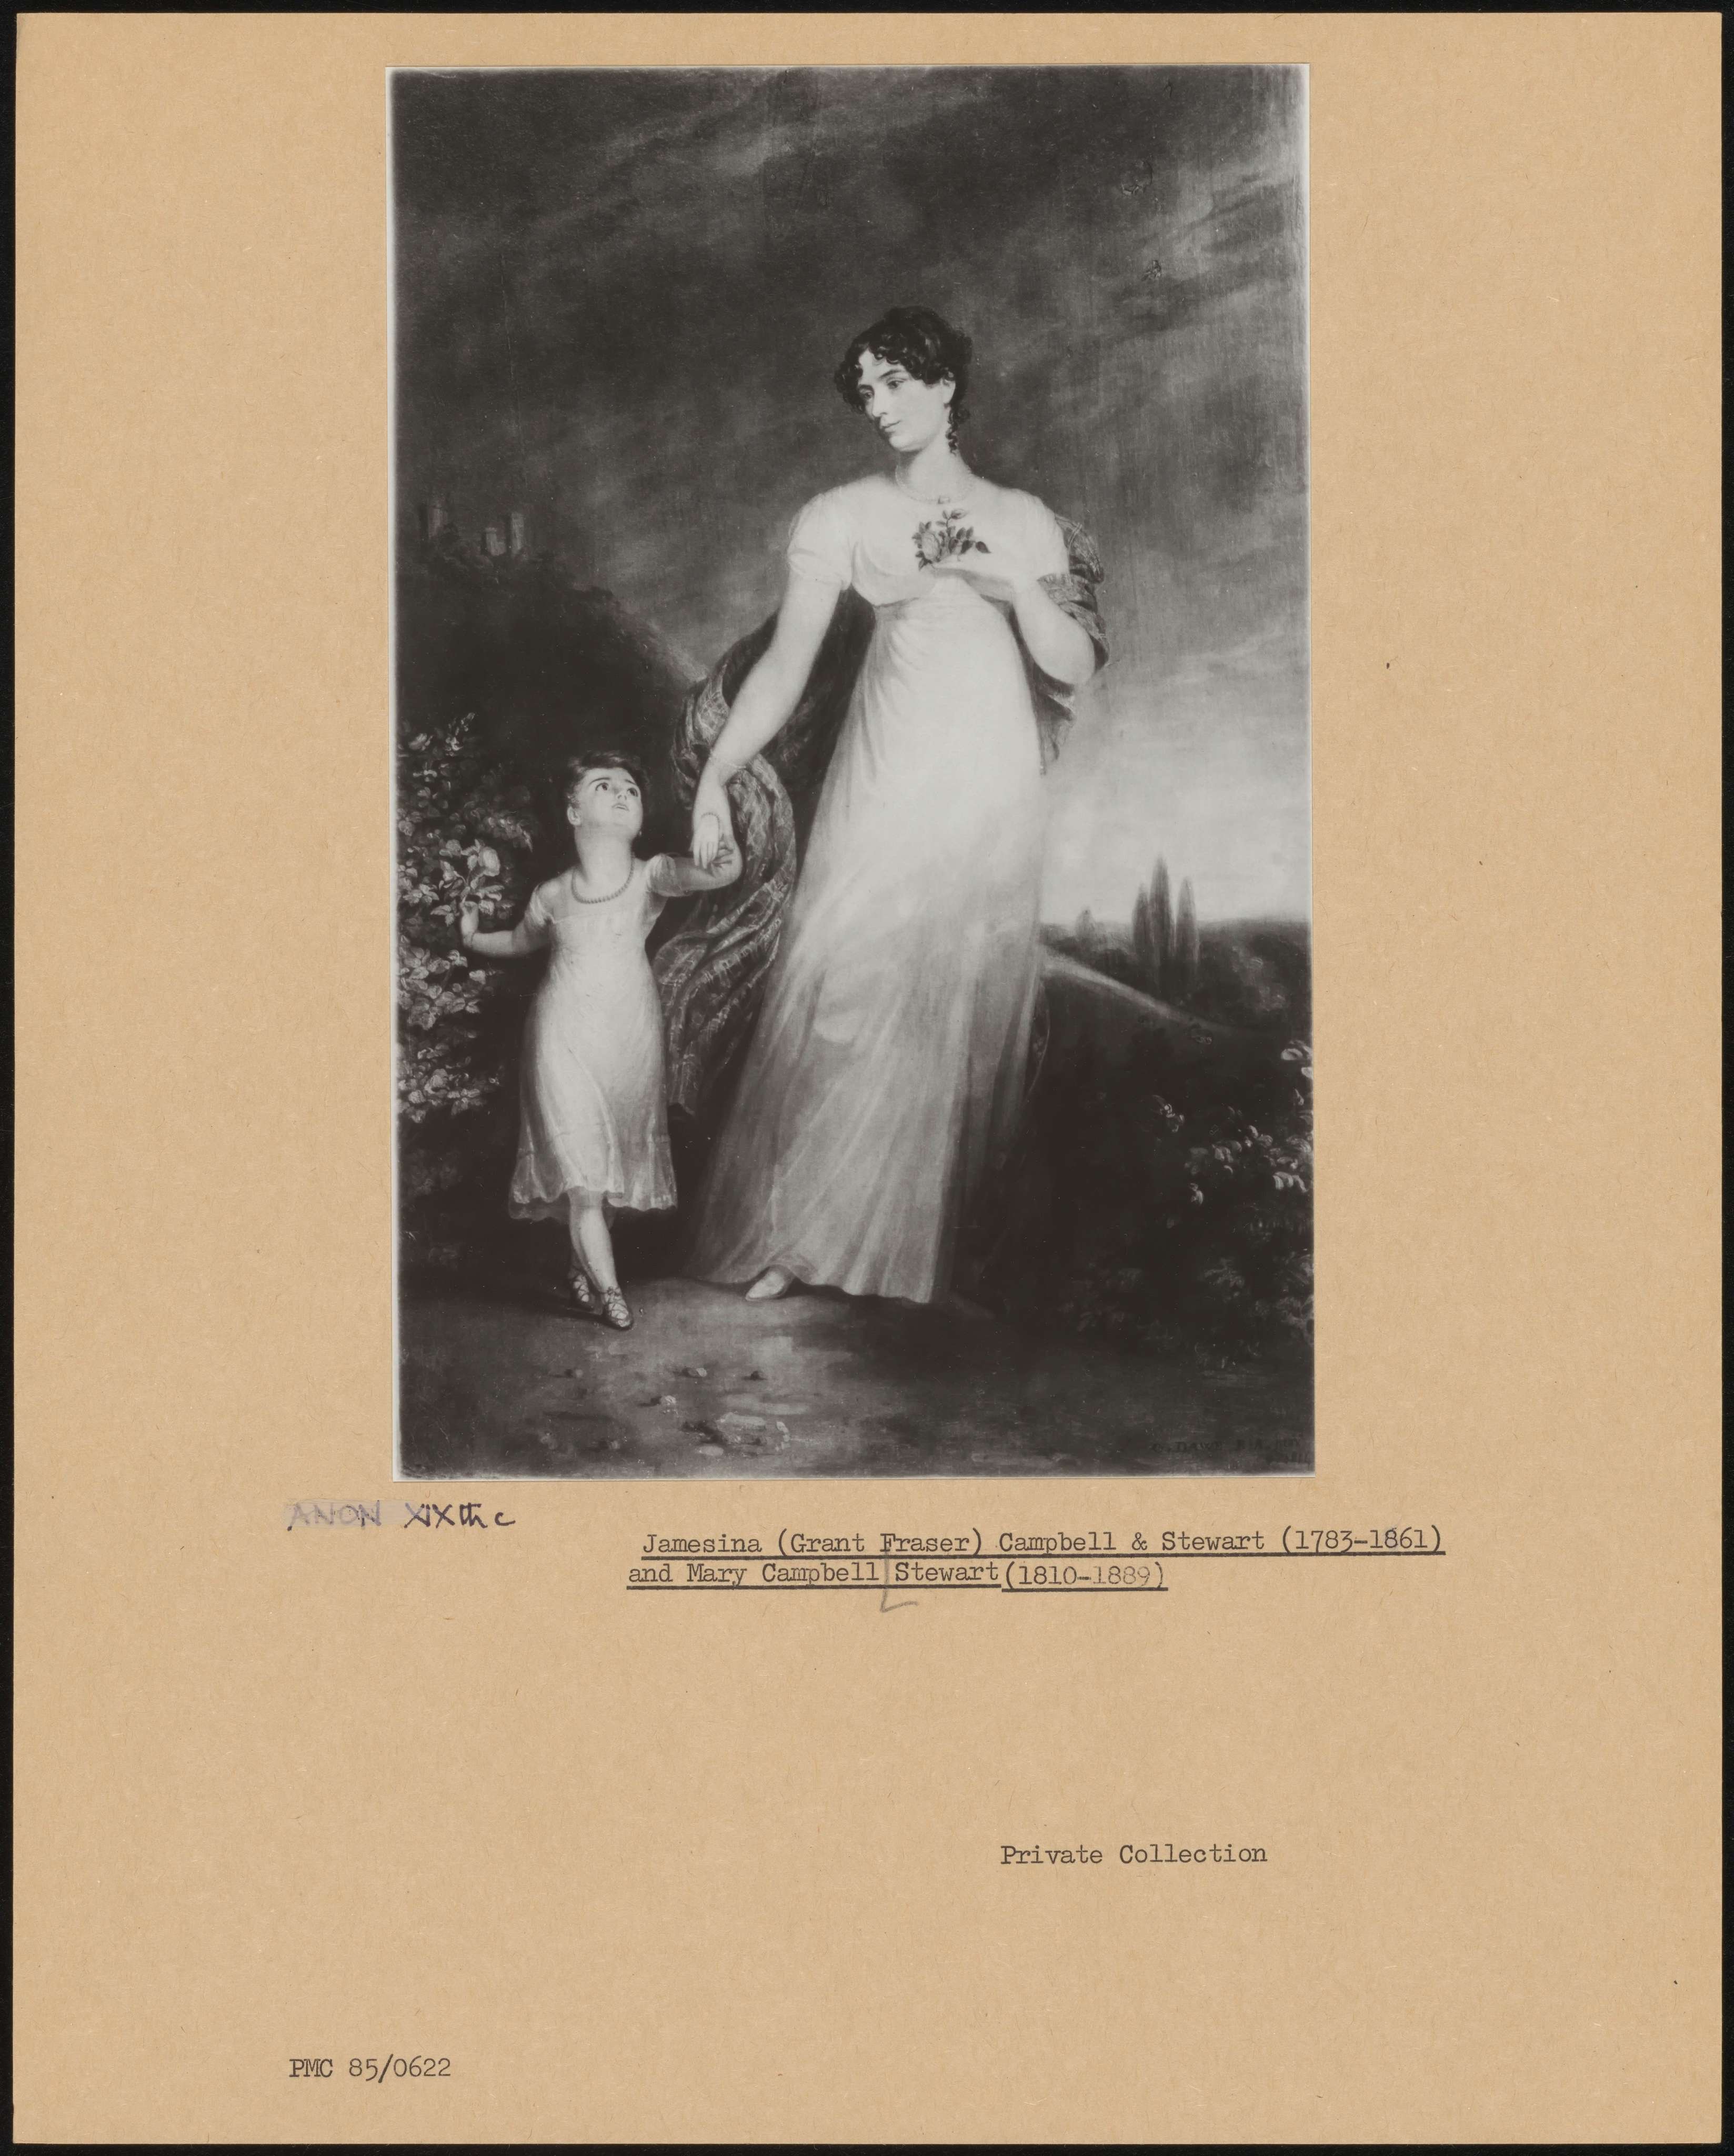 G. DAWE
ANON XIXth c
Jamesina (Grant Fraser) Campbell & Stewart (1783-1861)
and Mary Campbell Stewart (1810-1889)
Private Collection
PMC 85/0622